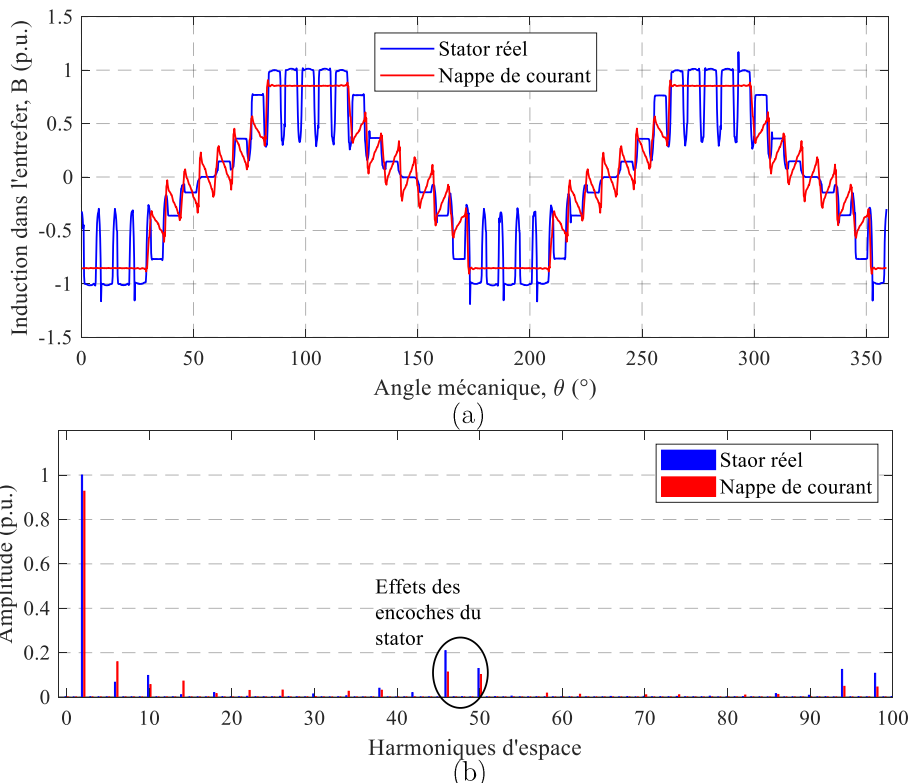 1.5
1
0.5
0
-0.5
-1
-1.5
Induction dans l'entrefer, B (p.u.)
Stator réel
Nappe de courant
0 50 100 150 200 250 300 350
Angle mécanique, θ (°)
(a)
1
0.8
0.6
0.4
0.2
0
Amplitude (p.u.)
Staor réel
Nappe de courant
Effets des
encoches du
stator
0 10 20 30 40 50 60 70 80 90 100
Harmoniques d'espace
(b)